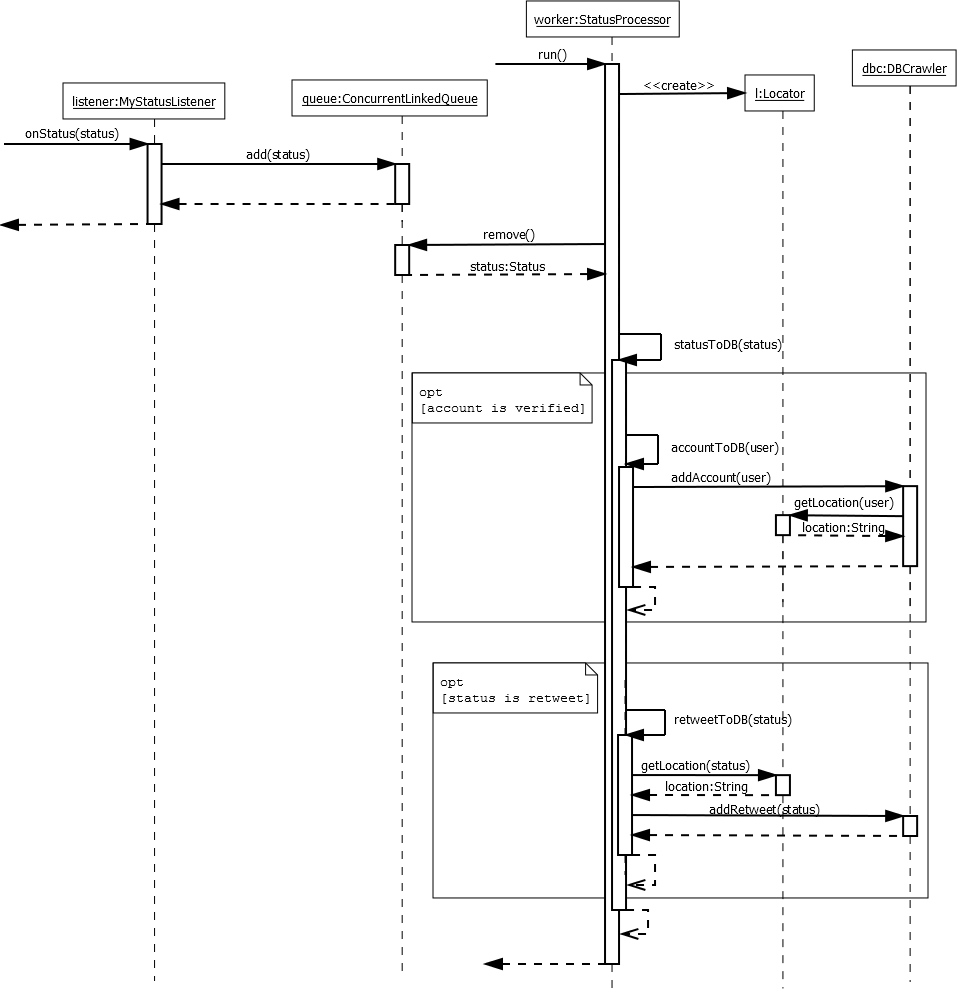 worker:StatusProcessor
run()
dbc:DBCrawler
<<create>>
l:Locator
listener:MyStatusListener
queue:ConcurrentLinkedQueue
onStatus(status)
add(status)
remove()
status:Status
statusToDB(status)
opt
[account is verified]
accountToDB(user)
addAccount(user)
getLocation(user)
location:String
opt
[status is retweet]
retweetToDB(status)
getLocation(status)
location:String
addRetweet(status)